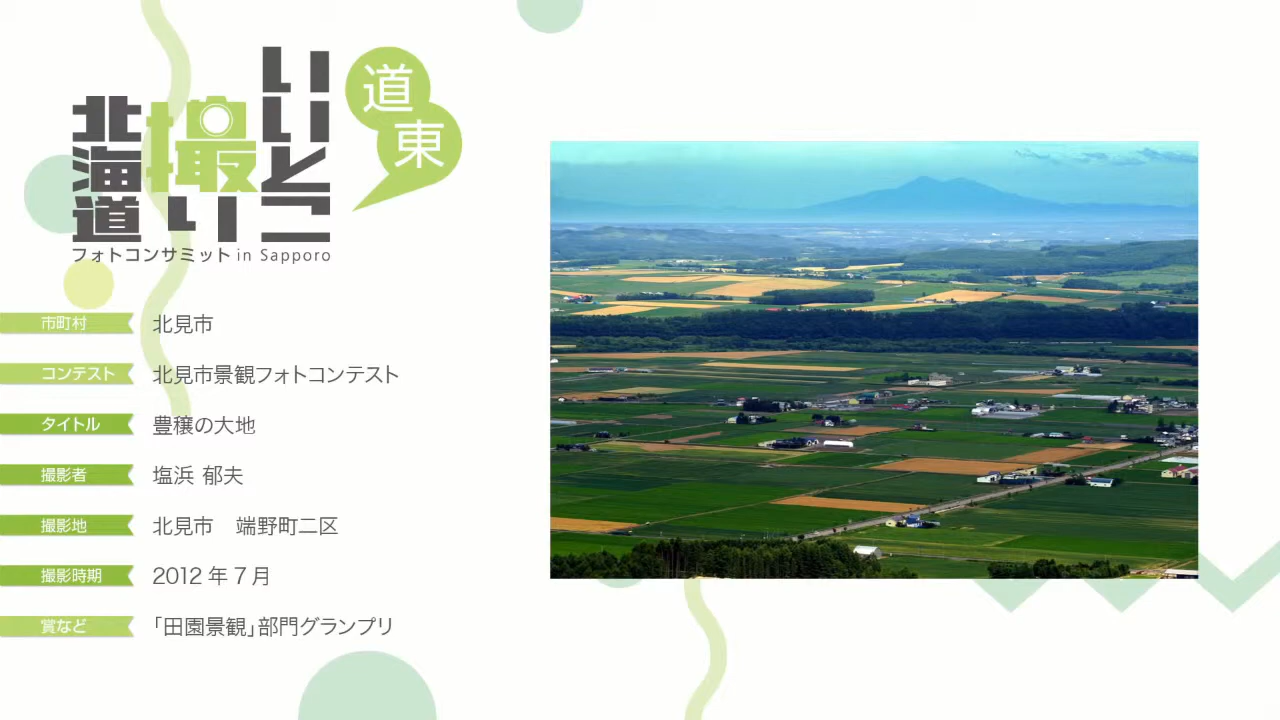 北海道
撮り
いいとこ
道東
フォトコンサミット in Sapporo
市町村 北見市
コンテスト 北見市景観フォトコンテスト
タイトル 豊穣の大地
撮影者 塩浜 郁夫
撮影地 北見市　端野町二区
撮影時期 2012 年 7 月
賞など 「田園景観」部門グランプリ